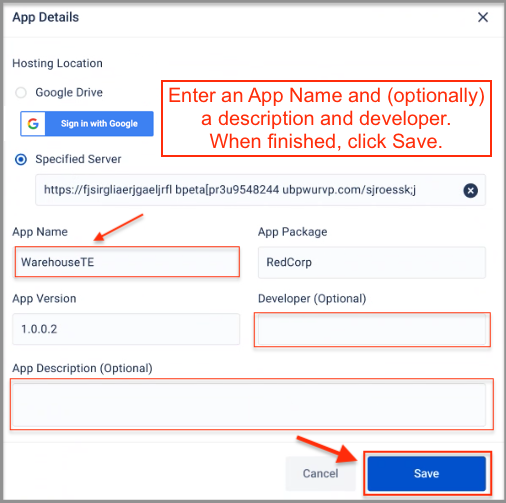 App Details
Hosting Location
Google Drive
Sign in with Google
Enter an App Name and (optionally)
a description and developer.
When finished, click Save.
Specified Server
https://fjsirgliaerjgaeljrfl bpeta[pr3u9548244 ubpwurvp.com/sjroessk;j
App Name
App Package
WarehouseTE
RedCorp
App Version
Developer (Optional)
1.0.0.2
App Description (Optional)
Cancel
Save